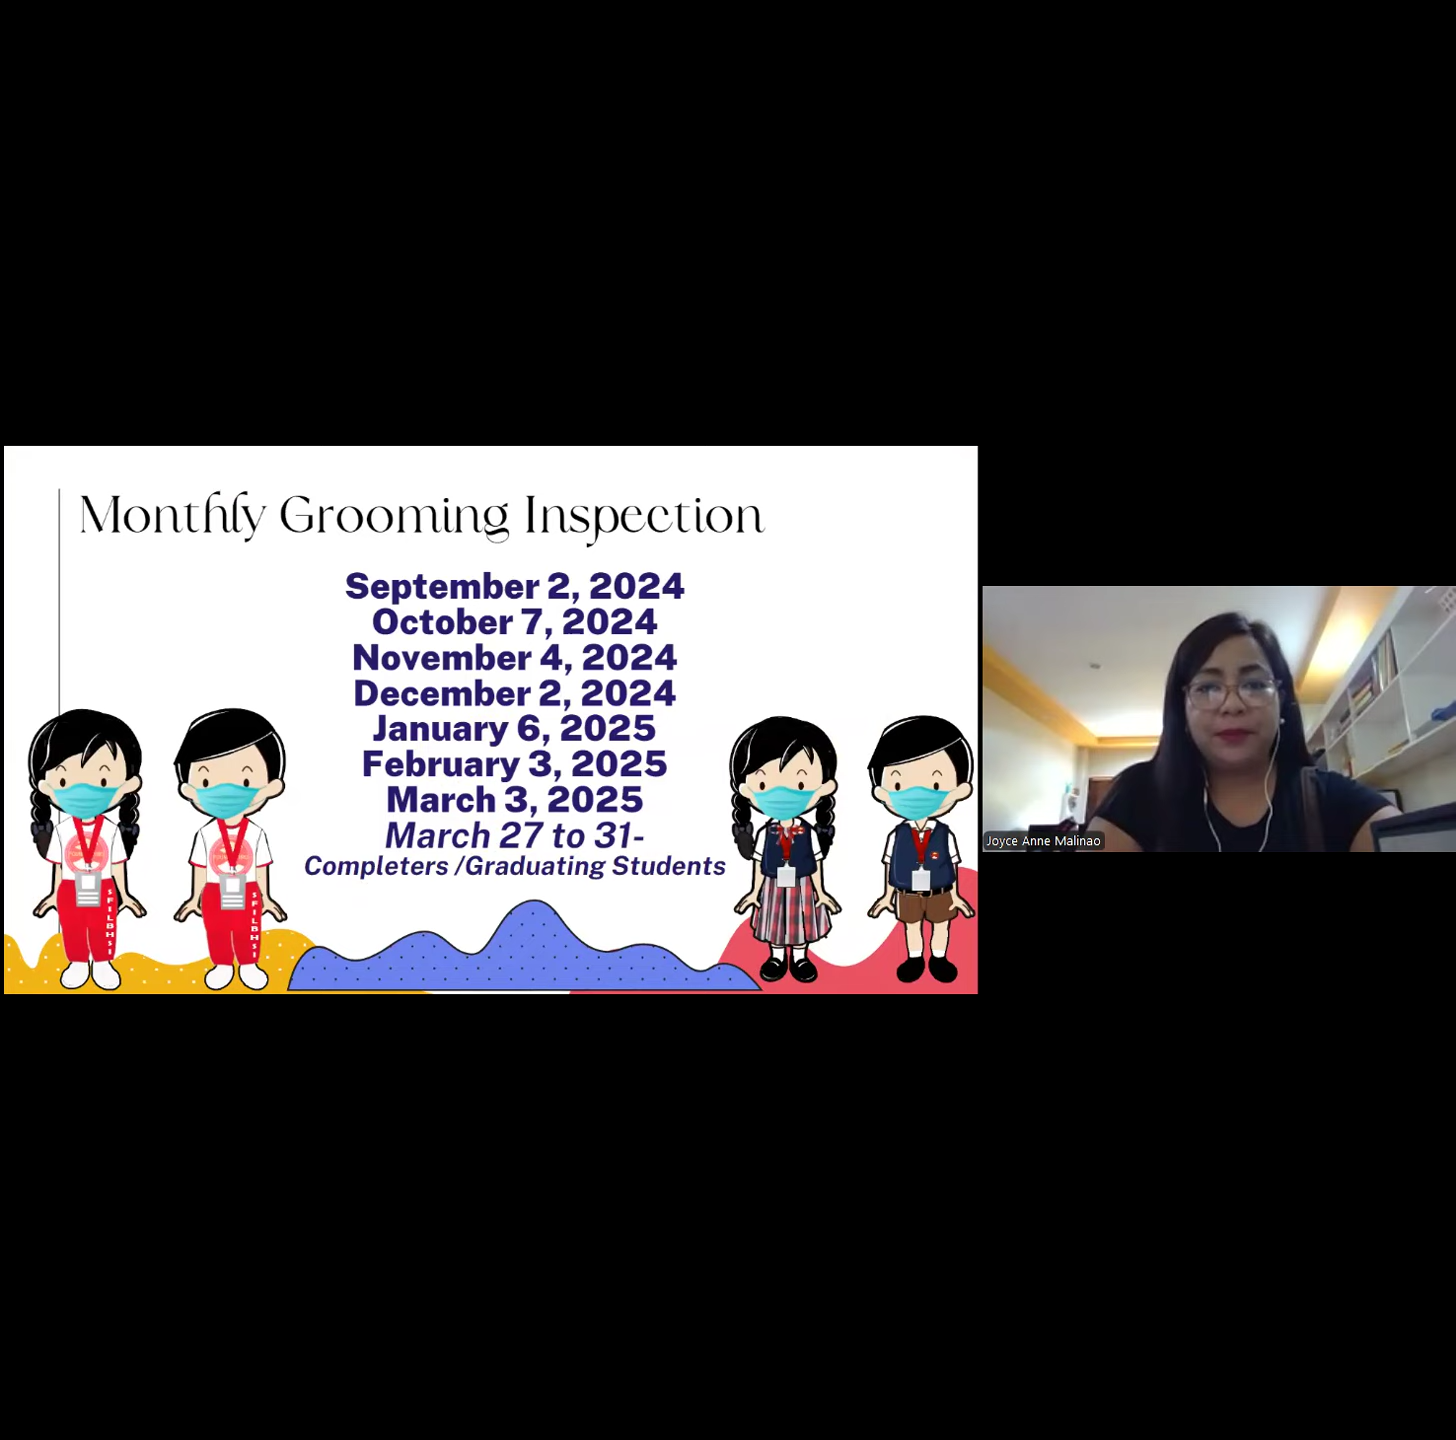 Monthly Grooming Inspection
September 2, 2024
October 7, 2024
November 4, 2024
December 2, 2024
January 6, 2025
February 3, 2025
March 3, 2025
March 27 to 31-
Completers /Graduating Students
SFILBHSI
SFILBHSI
Joyce Anne Malinao